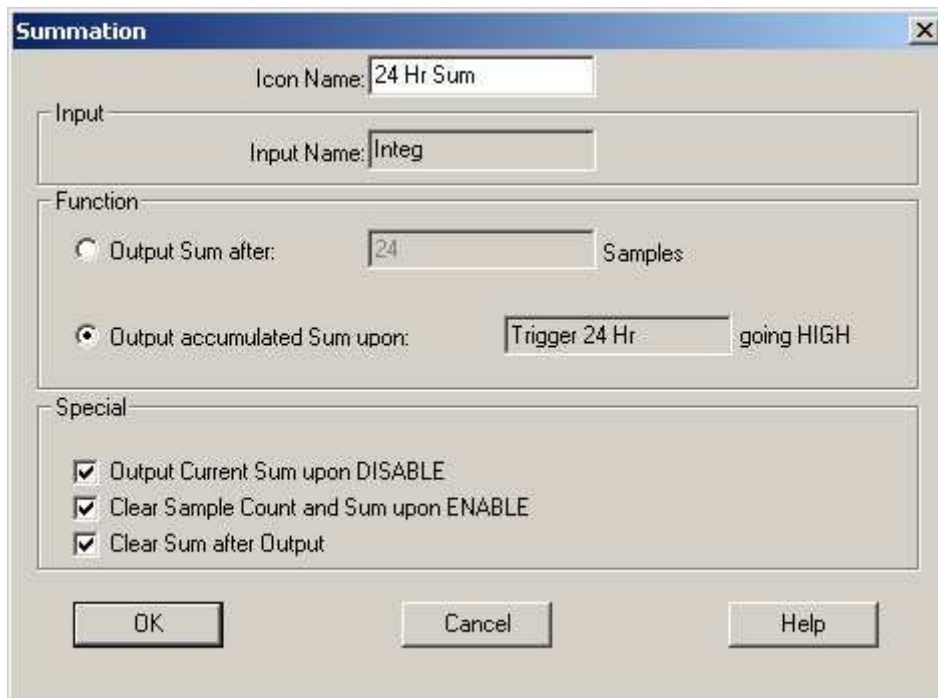 Summation
Icon Name: 24 Hr Sum
Input
Input Name: Integ
Function
Output Sum after: 24 Samples
Output accumulated Sum upon: Trigger 24 Hr going HIGH
Special
Output Current Sum upon DISABLE
Clear Sample Count and Sum upon ENABLE
Clear Sum after Output
OK Cancel Help